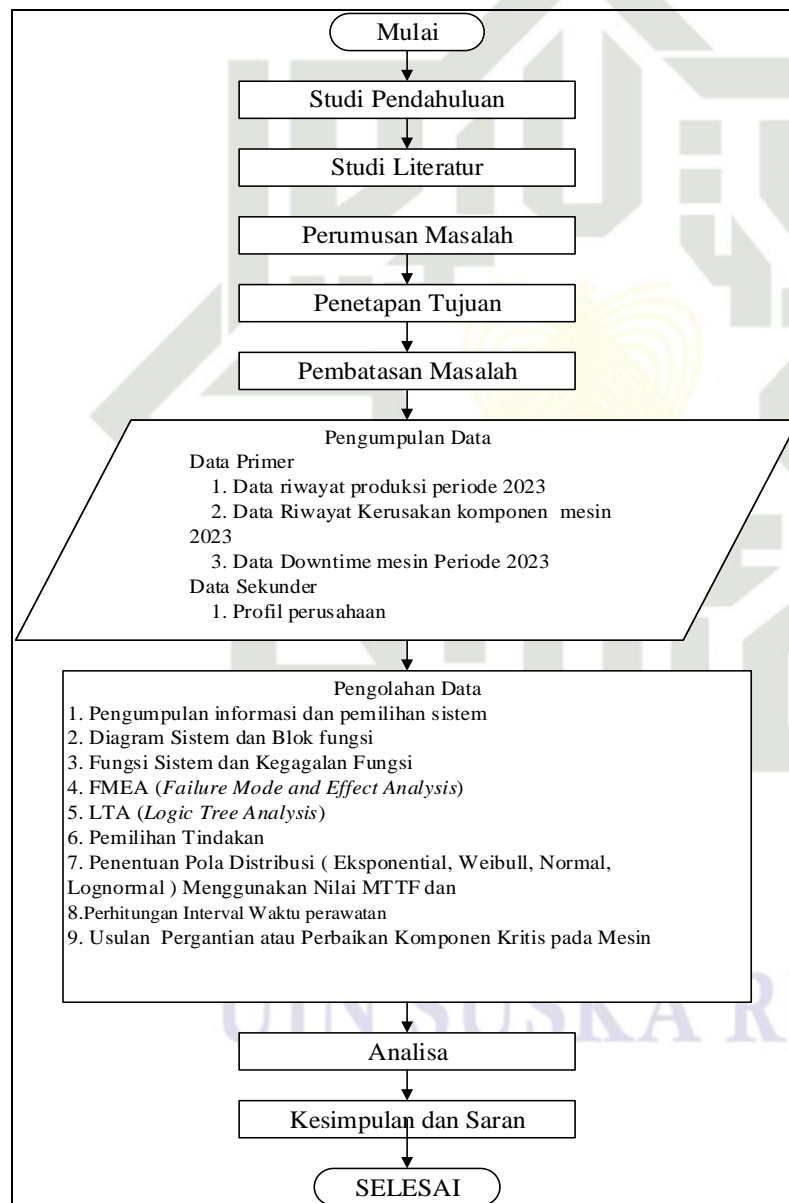 Mulai
Studi Pendahuluan
Studi Literatur
Perumusan Masalah
Penetapan Tujuan
Pembatasan Masalah
Pengumpulan Data
Data Primer
1. Data riwayat produksi periode 2023
2. Data Riwayat Kerusakan komponen mesin
2023
3. Data Downtime mesin Periode 2023
Data Sekunder
1. Profil perusahaan
Pengolahan Data
1. Pengumpulan informasi dan pemilihan sistem
2. Diagram Sistem dan Blok fungsi
3. Fungsi Sistem dan Kegagalan Fungsi
4. FMEA (Failure Mode and Effect Analysis)
5. LTA (Logic Tree Analysis)
6. Pemilihan Tindakan
7. Penentuan Pola Distribusi ( Eksponential, Weibull, Normal,
Lognormal ) Menggunakan Nilai MTTF dan
8.Perhitungan Interval Waktu perawatan
9. Usulan Pergantian atau Perbaikan Komponen Kritis pada Mesin
UIN SUSKA R
Analisa
Kesimpulan dan Saran
SELESAI